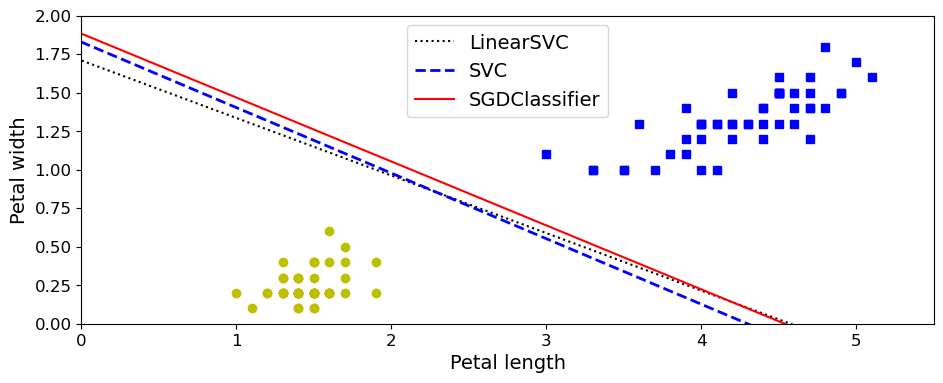 2.00
1.75
1.50
1.25
1.00
0.75
0.50
0.25
0.00
Petal width
LinearSVC
SVC
SGDClassifier
0 1 2 3 4 5
Petal length